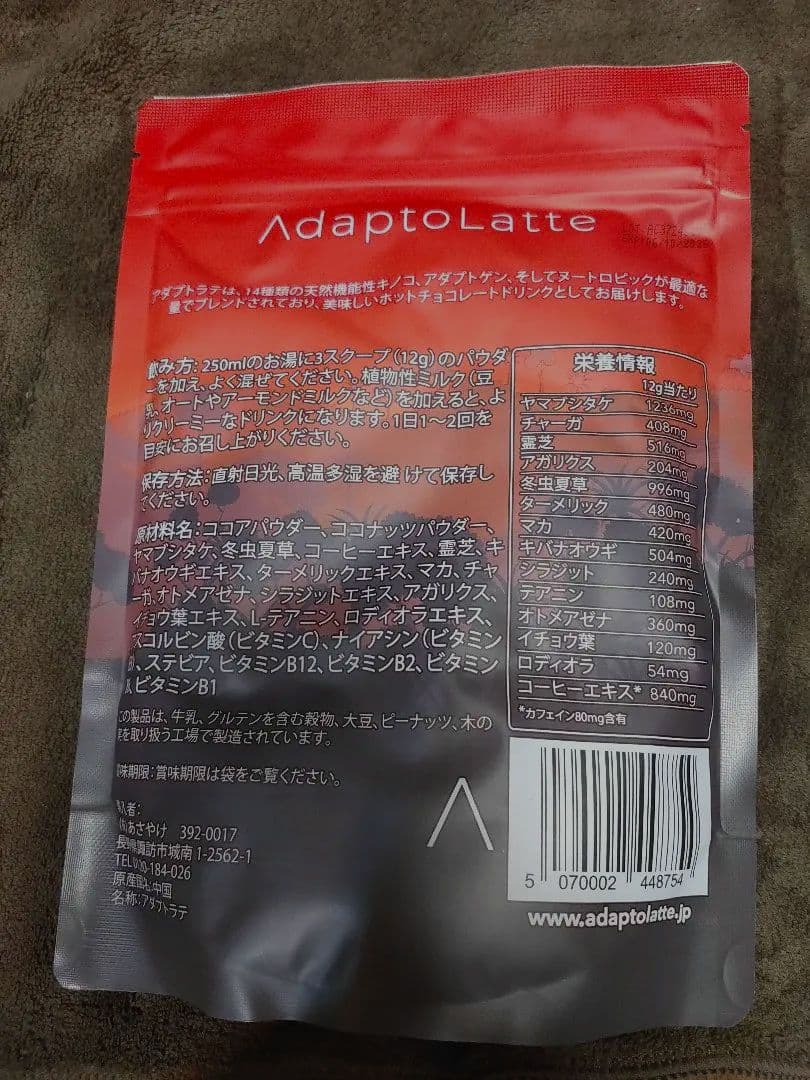 AdaptoLatte
アダプトラテは、14種類の天然機能性キノコ、アダプトゲン、そしてヌートロピックが最適な
量でブレンドされており、美味しいホットチョコレートドリンクとしてお届けします。
飲み方: 250mlのお湯に3スクープ (12g) のパウダ
ーを加え、よく混ぜてください。植物性ミルク (豆
乳、オートやアーモンドミルクなど) を加えると、よ
りクリーミーなドリンクになります。1日1~2回を
目安にお召し上がりください。
保存方法: 直射日光、高温多湿を避けて保存し
てください。
原材料名: ココアパウダー、ココナッツパウダー、
ヤマブシタケ、冬虫夏草、コーヒーエキス、霊芝、キ
バナオウギエキス、ターメリックエキス、マカ、チャ
ーガ、オトメアゼナ、シラジットエキス、アガリクス、
イチョウ葉エキス、L-テアニン、ロディオラエキス、
スコルビン酸 (ビタミンC)、ナイアシン (ビタミン
、ステビア、ビタミンB12、ビタミンB2、ビタミン
、ビタミンB1
この製品は、牛乳、グルテンを含む穀物、大豆、ピーナッツ、木の
実を取り扱う工場で製造されています。
味期限: 賞味期限は袋をご覧ください。
入者:
あさやけ 392-0017
長野県諏訪市城南 1-2562-1
TEL -184-026
原産国: 中国
名称: アダプトラテ
栄養情報
12g当たり
ヤマブシタケ 1236mg
チャーガ 408mg
霊芝 516mg
アガリクス 204mg
冬虫夏草 996mg
ターメリック 480mg
マカ 420mg
キバナオウギ 504mg
シラジット 240mg
テアニン 108mg
オトメアゼナ 360mg
イチョウ葉 120mg
ロディオラ 54mg
コーヒーエキス* 840mg
*カフェイン80mg含有
5 070002 448754
www.adaptolatte.jp